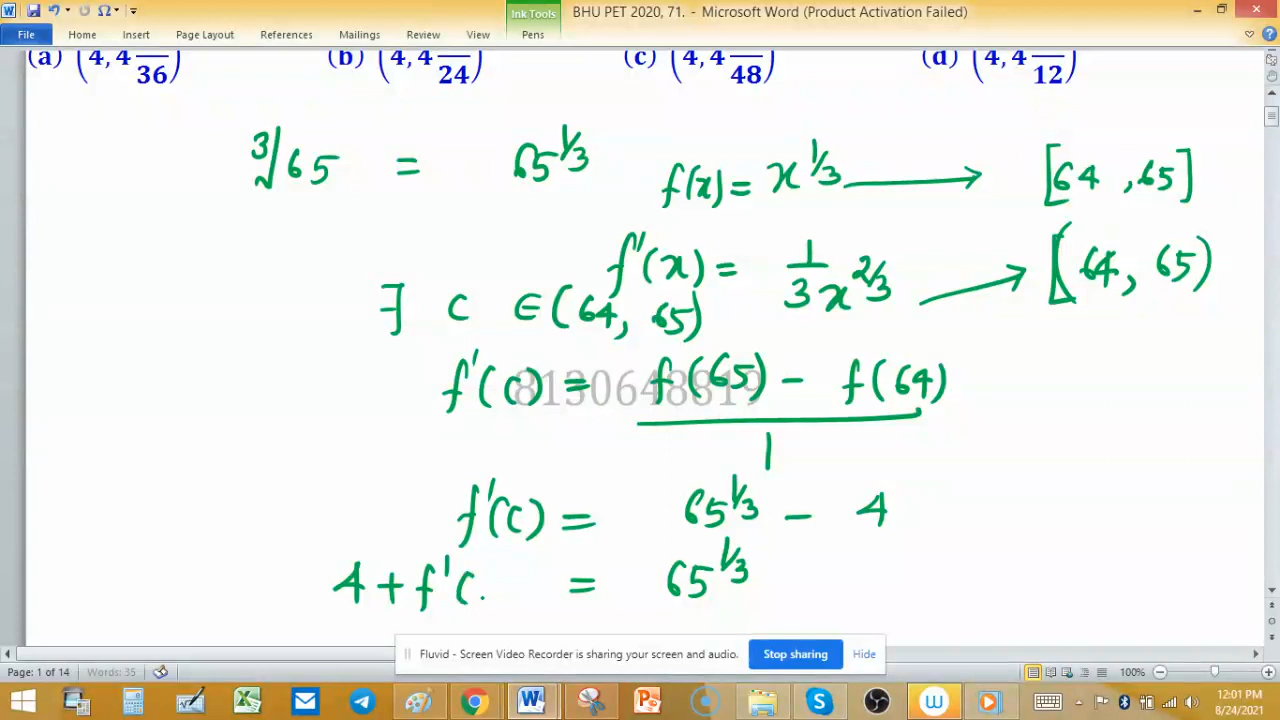 Ink Tools
BHU PET 2020, 71. - Microsoft Word (Product Activation Failed)
File Home Insert Page Layout References Mailings Review View Pens
(a) (4, 4 36) (b) (4, 4 24) (c) (4, 4 48) (d) (4, 4 12)
∛65 = 65^1/3 f(x) = x^1/3 → [64, 65]
f'(x) = 1/3x^2/3 → (64, 65)
∃ c ∈ (64, 65)
f'(c) = f(65) - f(64)
8130648819
1
f'(c) = 65^1/3 - 4
4 + f'(c. = 65^1/3
Fluvid - Screen Video Recorder is sharing your screen and audio. Stop sharing Hide
Page: 1 of 14 Words: 35 100%
12:01 PM
8/24/2021